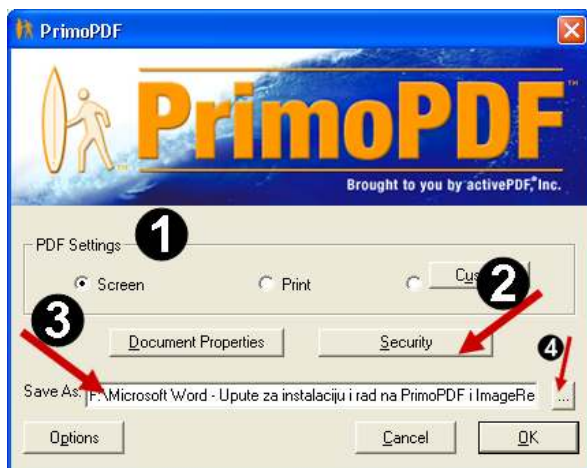 PrimoPDF
PrimoPDF™
Brought to you by activePDF, Inc.
PDF Settings
1
Screen
Print
2
3
Document Properties
Security
4
Save As:
F:\Microsoft Word - Upute za instalaciju i rad na PrimoPDF i ImageRe
...
Options
Cancel
OK